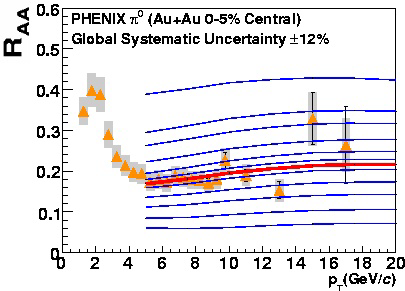 PHENIX π⁰ (Au+Au 0-5% Central)
Global Systematic Uncertainty ±12%
R_AA
0.6
0.5
0.4
0.3
0.2
0.1
0
0 2 4 6 8 10 12 14 16 18 20
p_T(GeV/c)